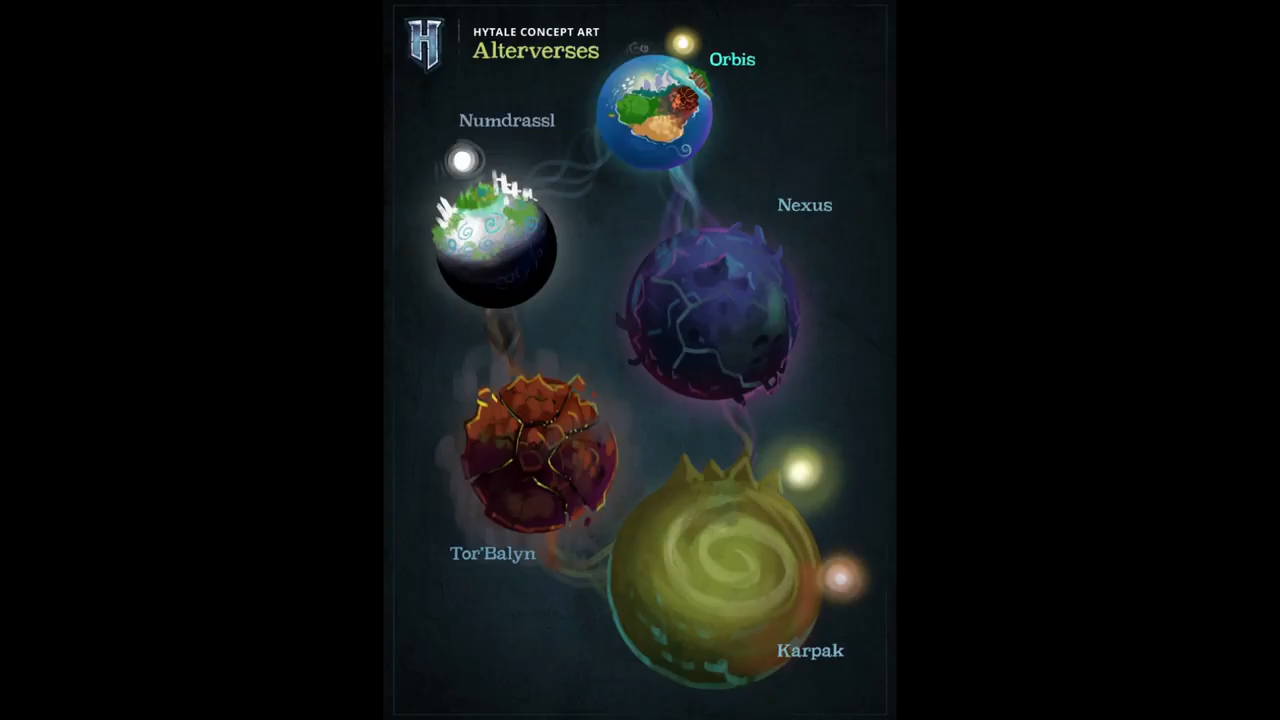 H
HYTALE CONCEPT ART
Alterverses
Orbis
Numdrassl
Nexus
Tor'Balyn
Karpak